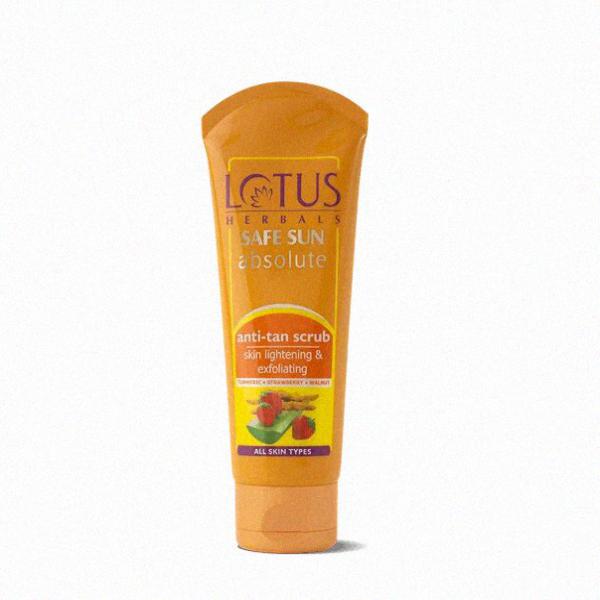 LOTUS
HERBALS
SAFE SUN
absolute
anti-tan scrub
skin lightening &
exfoliating
TURMERIC • STRAWBERRY • WALNUT
ALL SKIN TYPES